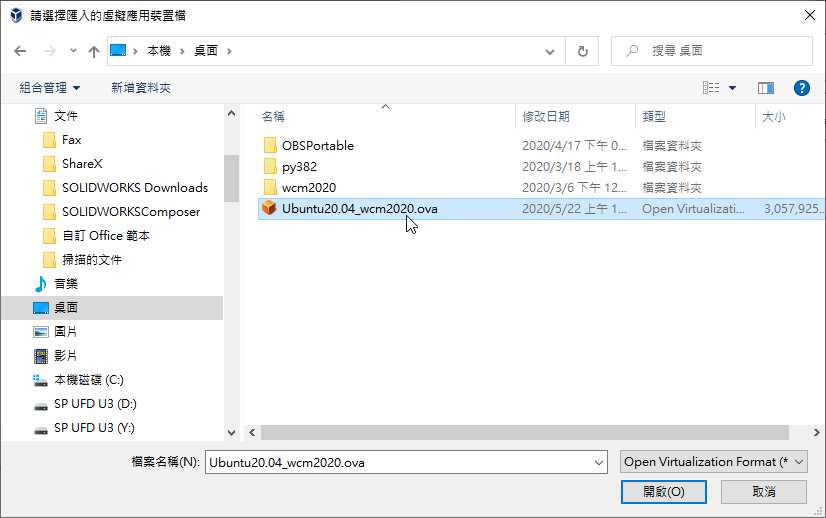 請選擇匯入的虛擬應用裝置檔
本機 桌面 搜尋 桌面
組合管理 新增資料夾
名稱 修改日期 類型 大小
文件
Fax
ShareX
SOLIDWORKS Downloads
SOLIDWORKSComposer
自訂 Office 範本
掃描的文件
音樂
桌面
圖片
影片
本機磁碟 (C:)
SP UFD U3 (D:)
SP UFD U3 (Y:)
OBSPortable 2020/4/17 下午 0... 檔案資料夾
py382 2020/3/18 上午 1... 檔案資料夾
wcm2020 2020/3/6 下午 12... 檔案資料夾
Ubuntu20.04_wcm2020.ova 2020/5/22 上午 1... Open Virtualizati... 3,057,925...
檔案名稱(N): Ubuntu20.04_wcm2020.ova Open Virtualization Format (*
開啟(O) 取消